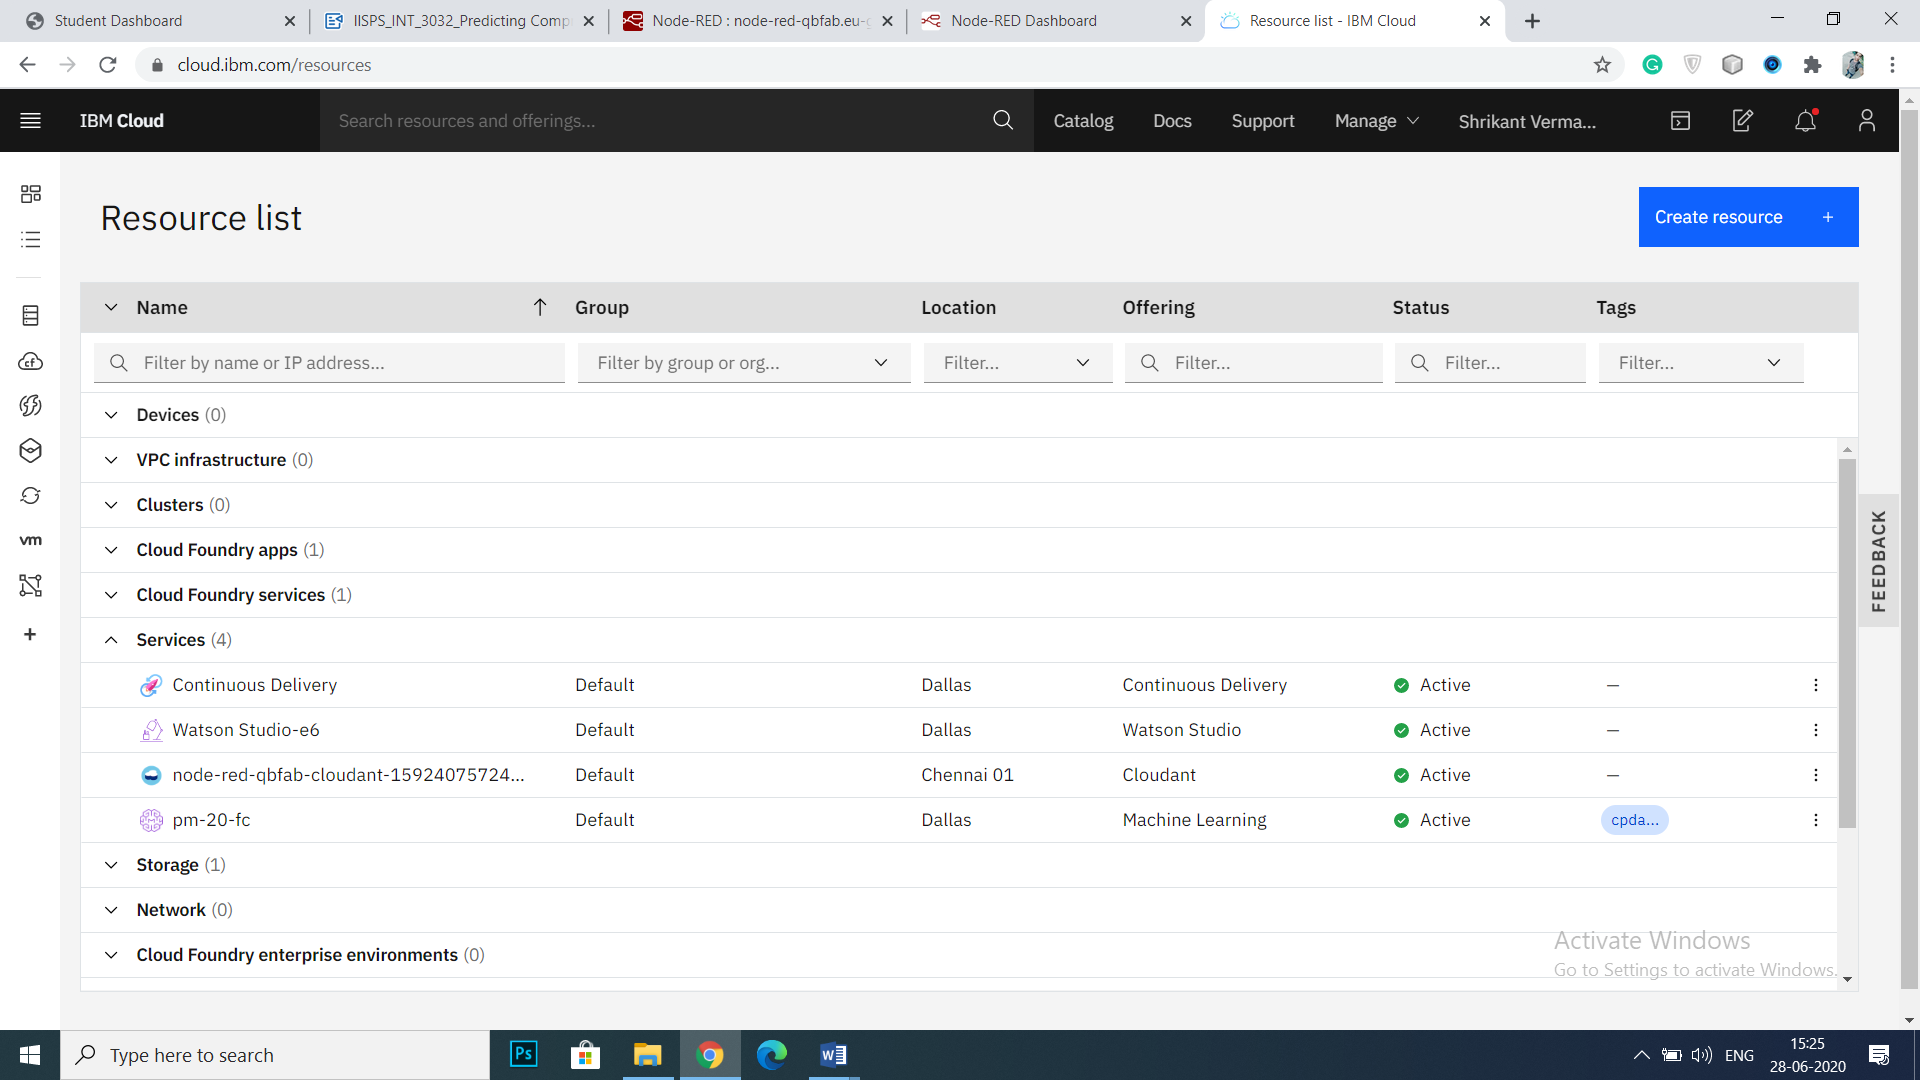 Student Dashboard
IISPS_INT_3032_Predicting Comp
Node-RED : node-red-qbfab.eu-g
Node-RED Dashboard
Resource list - IBM Cloud
cloud.ibm.com/resources
IBM Cloud
Search resources and offerings...
Catalog
Docs
Support
Manage
Shrikant Verma...
Resource list
Create resource +
Name
Group
Location
Offering
Status
Tags
Filter by name or IP address...
Filter by group or org...
Filter...
Filter...
Filter...
Filter...
Devices (0)
VPC infrastructure (0)
Clusters (0)
Cloud Foundry apps (1)
Cloud Foundry services (1)
Services (4)
Continuous Delivery Default Dallas Continuous Delivery Active —
Watson Studio-e6 Default Dallas Watson Studio Active —
node-red-qbfab-cloudant-15924075724... Default Chennai 01 Cloudant Active —
pm-20-fc Default Dallas Machine Learning Active cpda...
Storage (1)
Network (0)
Cloud Foundry enterprise environments (0)
cf
vm
FEEDBACK
Activate Windows
Go to Settings to activate Windows.
Type here to search
Ps
ENG
15:25
28-06-2020